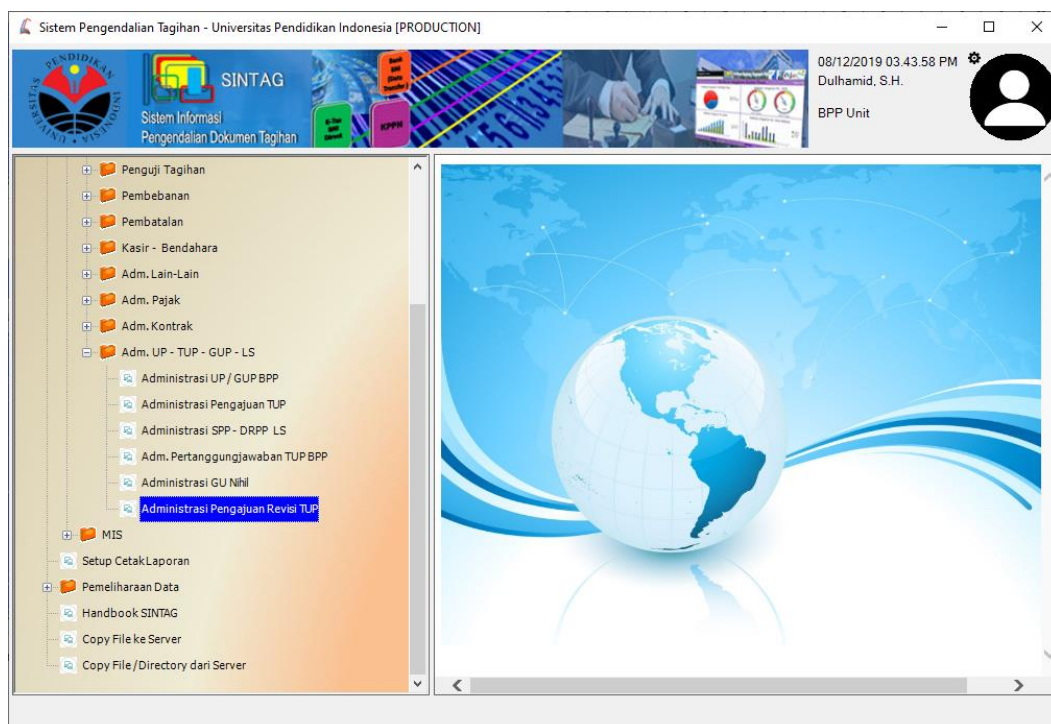 Sistem Pengendalian Tagihan - Universitas Pendidikan Indonesia [PRODUCTION]
UNIVERSITAS PENDIDIKAN INDONESIA
SINTAG
Sistem Informasi
Pengendalian Dokumen Tagihan
KPPN
08/12/2019 03.43.58 PM
Dulhamid, S.H.
BPP Unit
Penguji Tagihan
Pembebanan
Pembatalan
Kasir - Bendahara
Adm. Lain-Lain
Adm. Pajak
Adm. Kontrak
Adm. UP - TUP - GUP - LS
Administrasi UP / GUP BPP
Administrasi Pengajuan TUP
Administrasi SPP - DRPP LS
Adm. Pertanggungjawaban TUP BPP
Administrasi GU Nihil
Administrasi Pengajuan Revisi TUP
MIS
Setup Cetak Laporan
Pemeliharaan Data
Handbook SINTAG
Copy File ke Server
Copy File / Directory dari Server